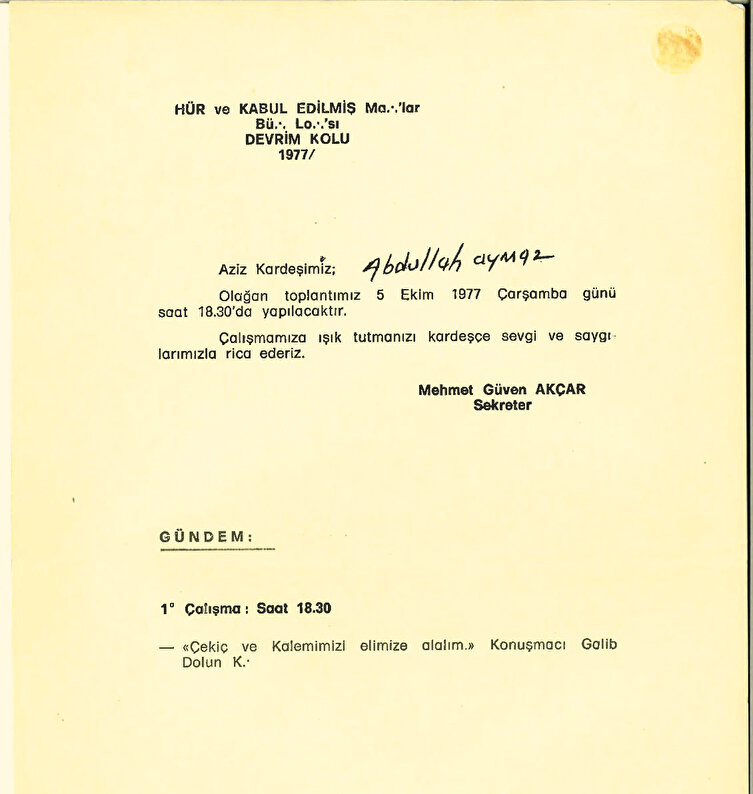 HÜR ve KABUL EDİLMİŞ Ma.·.'lar
Bü.·. Lo.·.'sı
DEVRİM KOLU
1977/
Aziz Kardeşimiz; Abdullah aymaz
Olağan toplantımız 5 Ekim 1977 Çarşamba günü
saat 18.30'da yapılacaktır.
Çalışmamıza ışık tutmanızı kardeşçe sevgi ve saygı-
larımızla rica ederiz.
Mehmet Güven AKÇAR
Sekreter
GÜNDEM:
1° Çalışma : Saat 18.30
— «Çekiç ve Kalemimizi elimize alalım.» Konuşmacı Galib
Dolun K.·